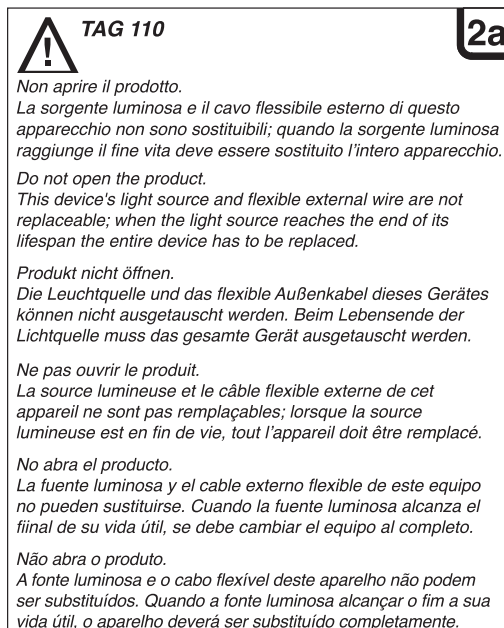 TAG 110
2a
Non aprire il prodotto.
La sorgente luminosa e il cavo flessibile esterno di questo
apparecchio non sono sostituibili; quando la sorgente luminosa
raggiunge il fine vita deve essere sostituito l'intero apparecchio.
Do not open the product.
This device's light source and flexible external wire are not
replaceable; when the light source reaches the end of its
lifespan the entire device has to be replaced.
Produkt nicht öffnen.
Die Leuchtquelle und das flexible Außenkabel dieses Gerätes
können nicht ausgetauscht werden. Beim Lebensende der
Lichtquelle muss das gesamte Gerät ausgetauscht werden.
Ne pas ouvrir le produit.
La source lumineuse et le câble flexible externe de cet
appareil ne sont pas remplaçables; lorsque la source
lumineuse est en fin de vie, tout l'appareil doit être remplacé.
No abra el producto.
La fuente luminosa y el cable externo flexible de este equipo
no pueden sustituirse. Cuando la fuente luminosa alcanza el
fiinal de su vida útil, se debe cambiar el equipo al completo.
Não abra o produto.
A fonte luminosa e o cabo flexível deste aparelho não podem
ser substituídos. Quando a fonte luminosa alcançar o fim a sua
vida útil, o aparelho deverá ser substituído completamente.